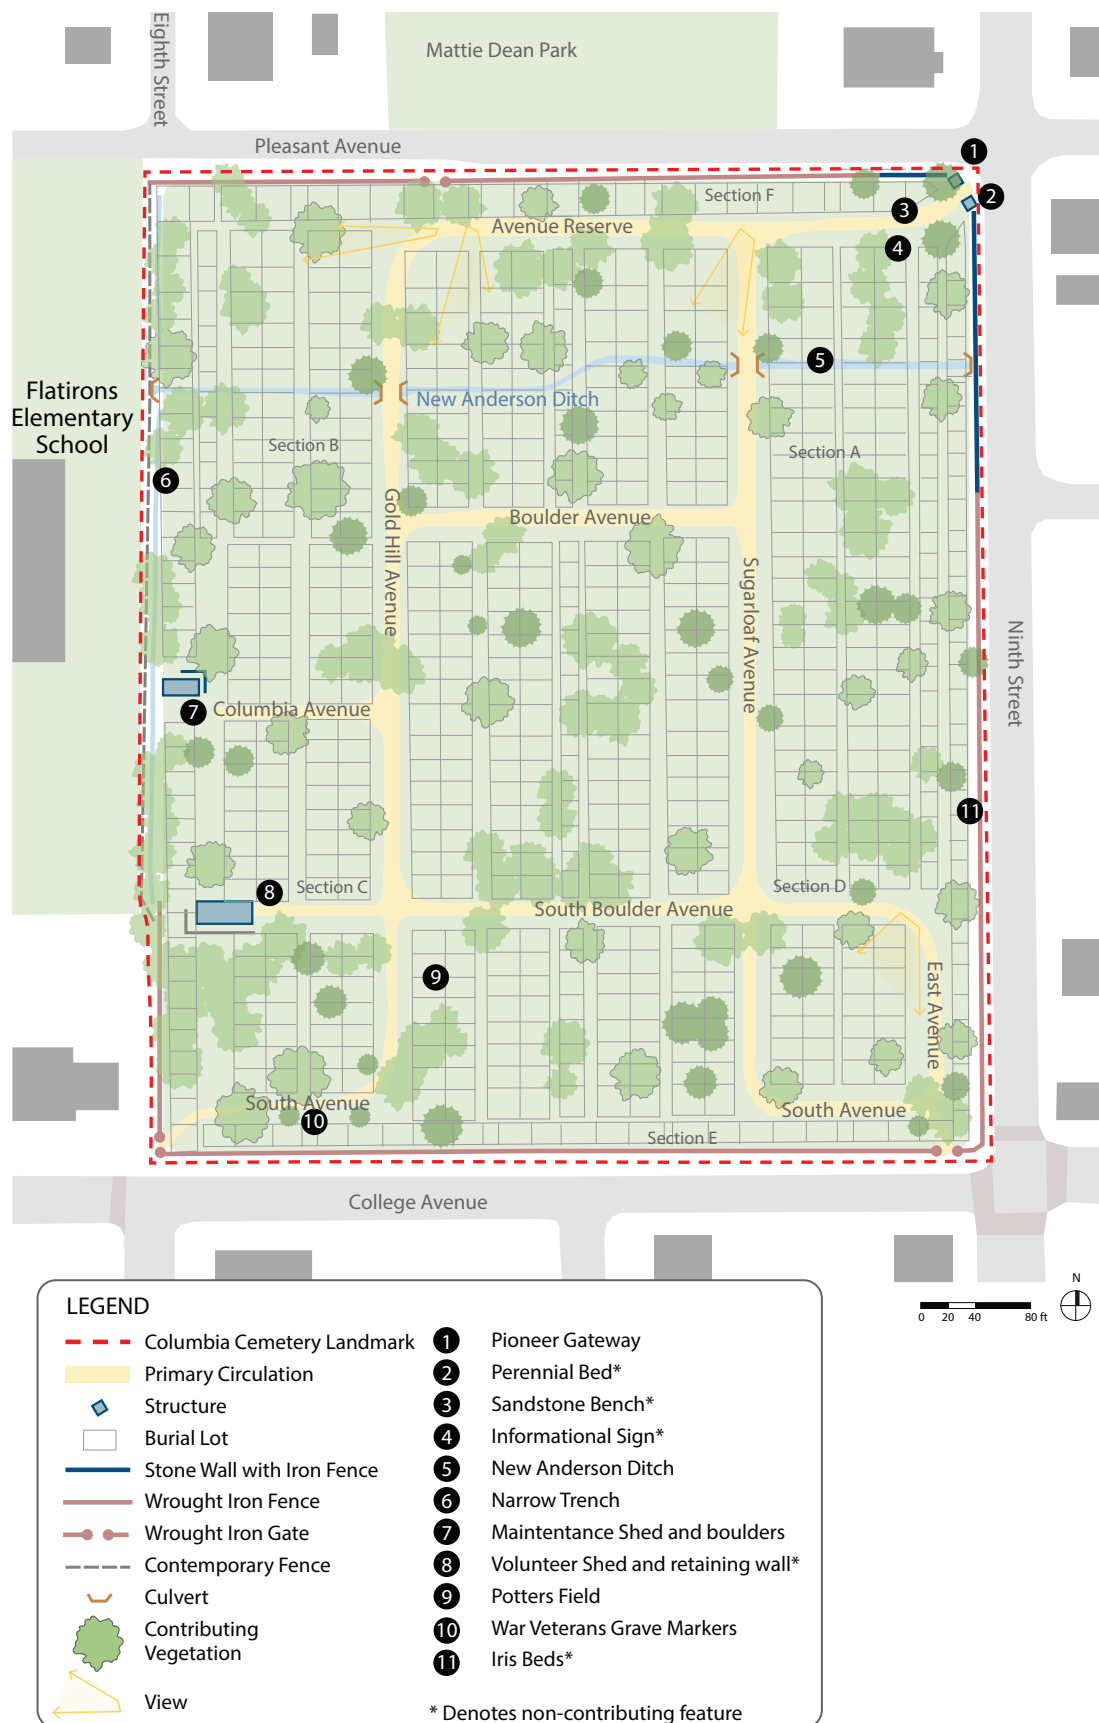 Eighth Street
Mattie Dean Park
Pleasant Avenue
1
Section F
2
3
Avenue Reserve
4
5
Flatirons
Elementary
School
New Anderson Ditch
Section B
Section A
6
Gold Hill Avenue
Boulder Avenue
Sugarloaf Avenue
Ninth Street
7
Columbia Avenue
11
Section C
Section D
8
South Boulder Avenue
9
East Avenue
South Avenue
South Avenue
10
Section E
College Avenue
N
0 20 40 80 ft
LEGEND
Columbia Cemetery Landmark
Primary Circulation
Structure
Burial Lot
Stone Wall with Iron Fence
Wrought Iron Fence
Wrought Iron Gate
Contemporary Fence
Culvert
Contributing
Vegetation
View
1 Pioneer Gateway
2 Perennial Bed*
3 Sandstone Bench*
4 Informational Sign*
5 New Anderson Ditch
6 Narrow Trench
7 Maintentance Shed and boulders
8 Volunteer Shed and retaining wall*
9 Potters Field
10 War Veterans Grave Markers
11 Iris Beds*
* Denotes non-contributing feature